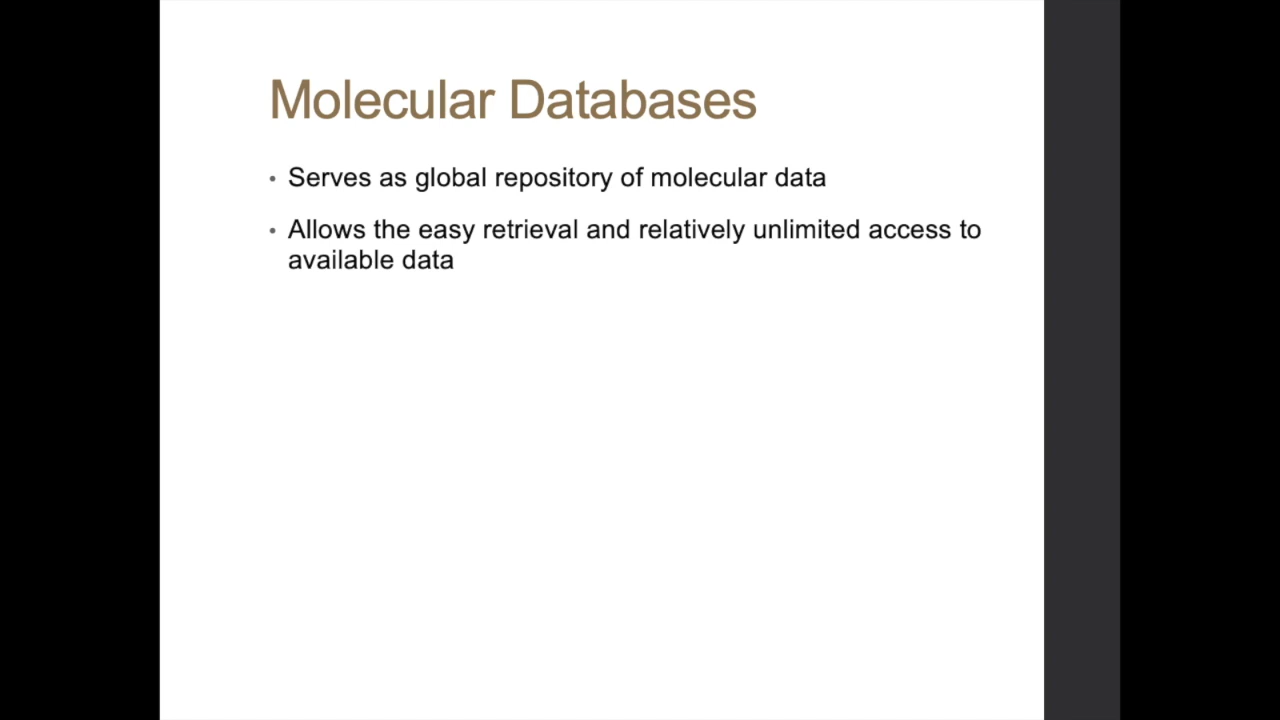 Molecular Databases
• Serves as global repository of molecular data
• Allows the easy retrieval and relatively unlimited access to
available data